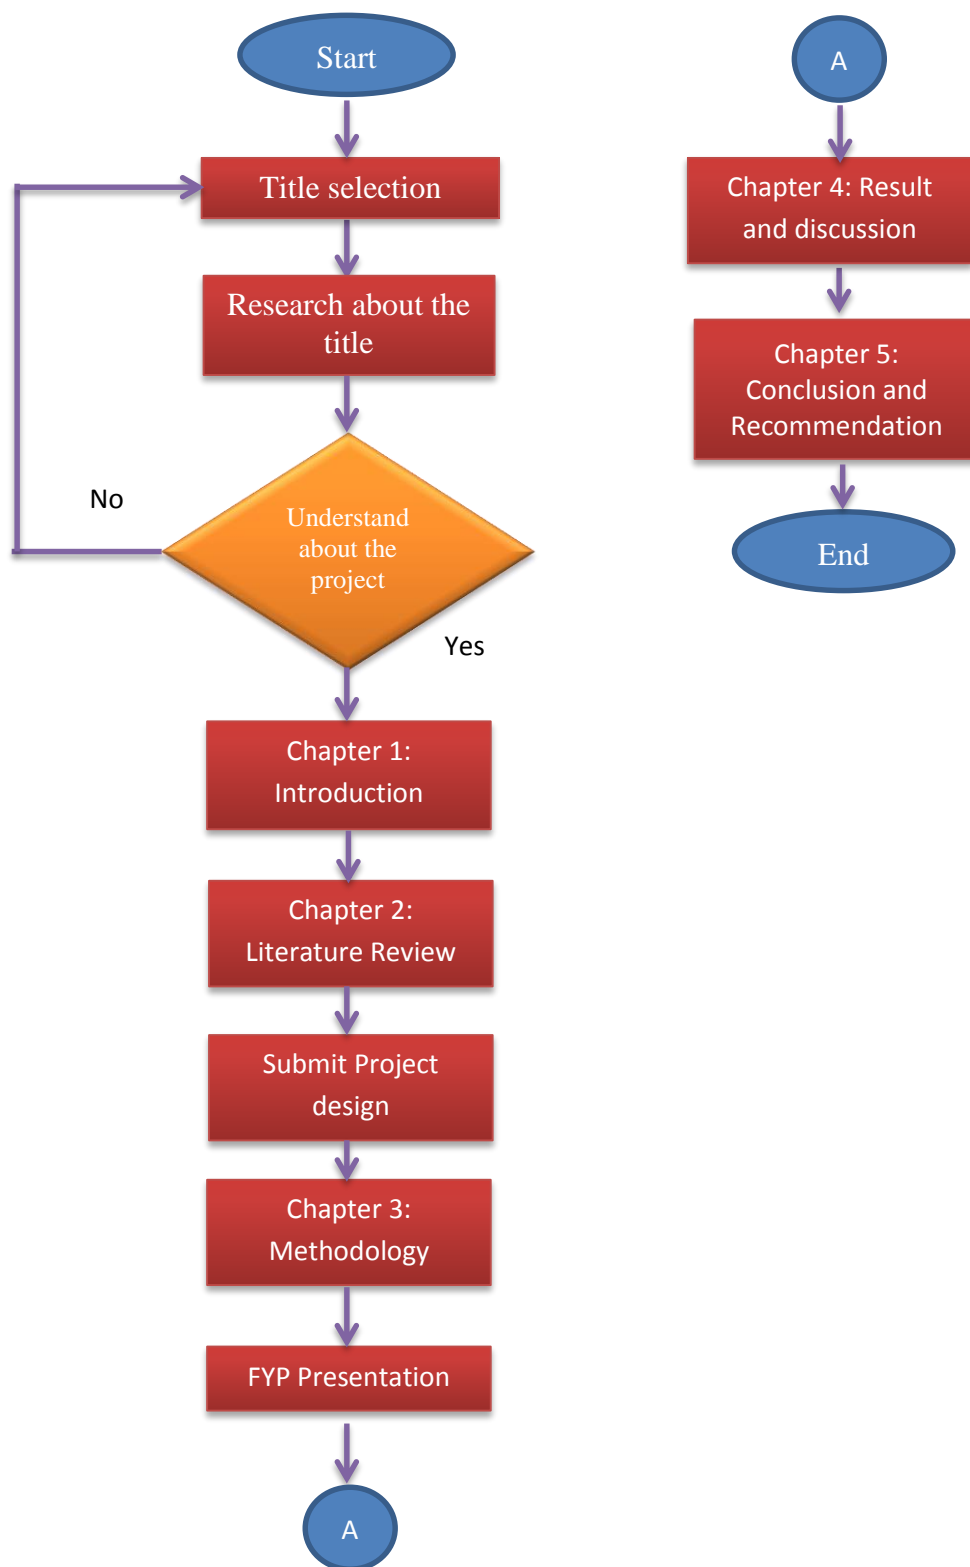 Start
Title selection
Research about the
title
No
Understand
about the
project
Yes
Chapter 1:
Introduction
Chapter 2:
Literature Review
Submit Project
design
Chapter 3:
Methodology
FYP Presentation
A
A
Chapter 4: Result
and discussion
Chapter 5:
Conclusion and
Recommendation
End